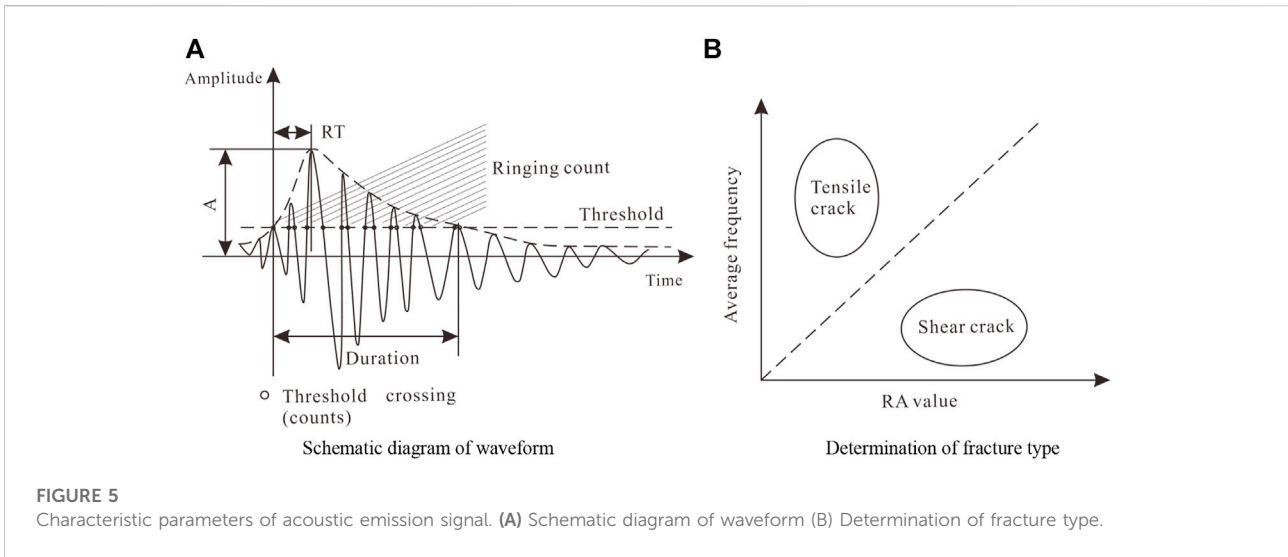 A
Amplitude
RT
Ringing count
A
Threshold
Time
Duration
Threshold crossing
(counts)
Schematic diagram of waveform
B
Average frequency
Tensile
crack
Shear crack
RA value
Determination of fracture type
FIGURE 5
Characteristic parameters of acoustic emission signal. (A) Schematic diagram of waveform (B) Determination of fracture type.